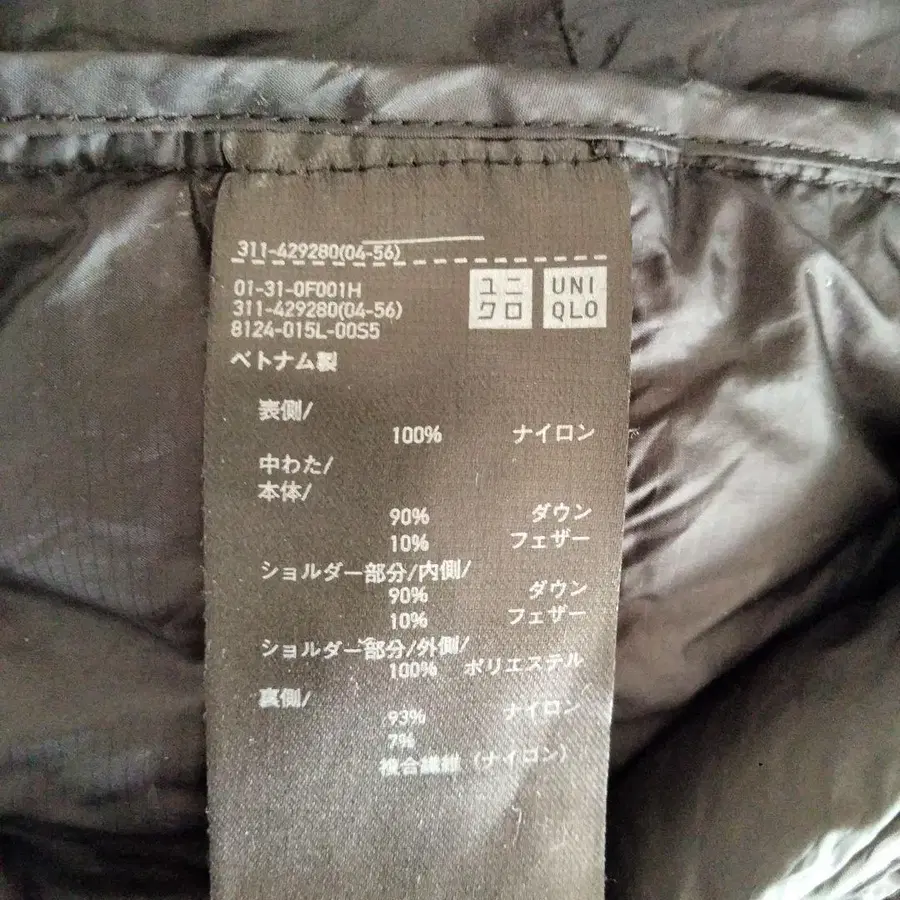 311-429280(04-56)
ユニクロ UNIQLO
01-31-0F001H
311-429280(04-56)
8124-015L-00S5
ベトナム製
表側/
100% ナイロン
中わた/
本体/
90% ダウン
10% フェザー
ショルダー部分/内側/
90% ダウン
10% フェザー
ショルダー部分/外側/
100% ポリエステル
裏側/
93% ナイロン
7%
複合繊維(ナイロン)